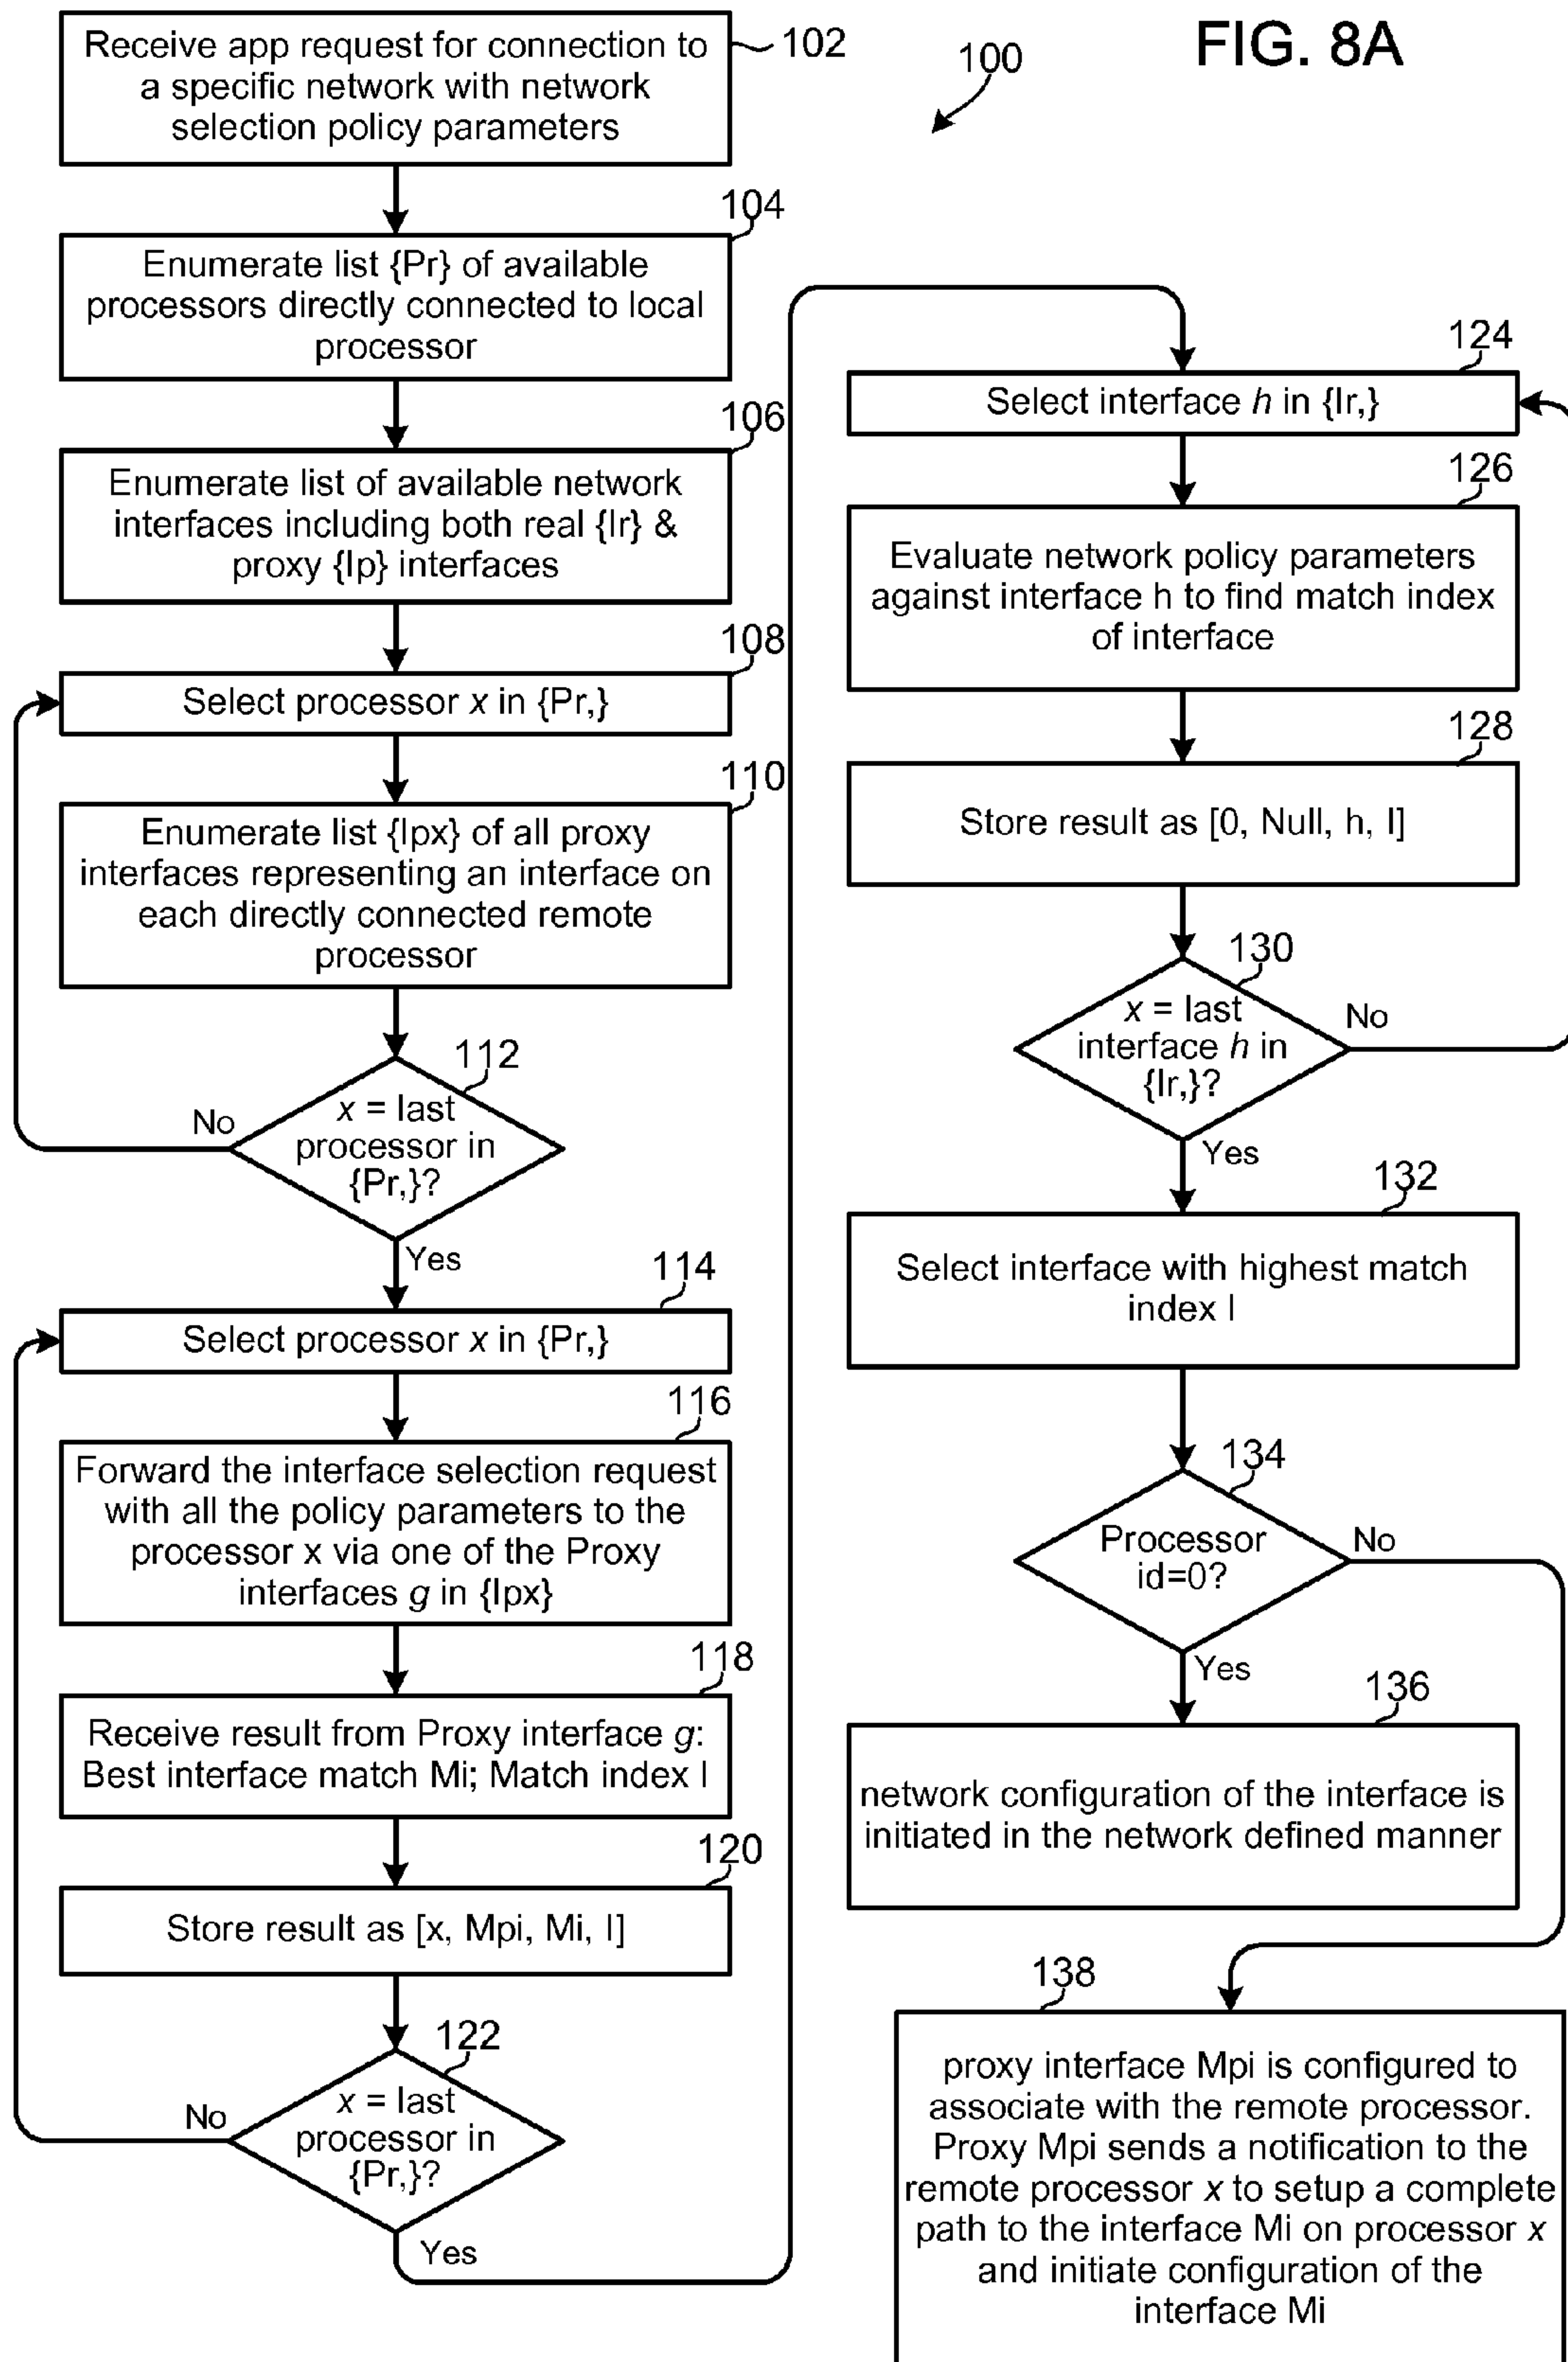 FIG. 8A
100
102
Receive app request for connection to
a specific network with network
selection policy parameters
104
Enumerate list {Pr} of available
processors directly connected to local
processor
106
Enumerate list of available network
interfaces including both real {Ir} &
proxy {Ip} interfaces
108
Select processor x in {Pr,}
110
Enumerate list {Ipx} of all proxy
interfaces representing an interface on
each directly connected remote
processor
112
x = last
processor in
{Pr,}?
No
Yes
114
Select processor x in {Pr,}
116
Forward the interface selection request
with all the policy parameters to the
processor x via one of the Proxy
interfaces g in {Ipx}
118
Receive result from Proxy interface g:
Best interface match Mi; Match index I
120
Store result as [x, Mpi, Mi, I]
122
x = last
processor in
{Pr,}?
No
Yes
124
Select interface h in {Ir,}
126
Evaluate network policy parameters
against interface h to find match index
of interface
128
Store result as [0, Null, h, I]
130
x = last
interface h in
{Ir,}?
No
Yes
132
Select interface with highest match
index I
134
Processor
id=0?
No
Yes
136
network configuration of the interface is
initiated in the network defined manner
138
proxy interface Mpi is configured to
associate with the remote processor.
Proxy Mpi sends a notification to the
remote processor x to setup a complete
path to the interface Mi on processor x
and initiate configuration of the
interface Mi